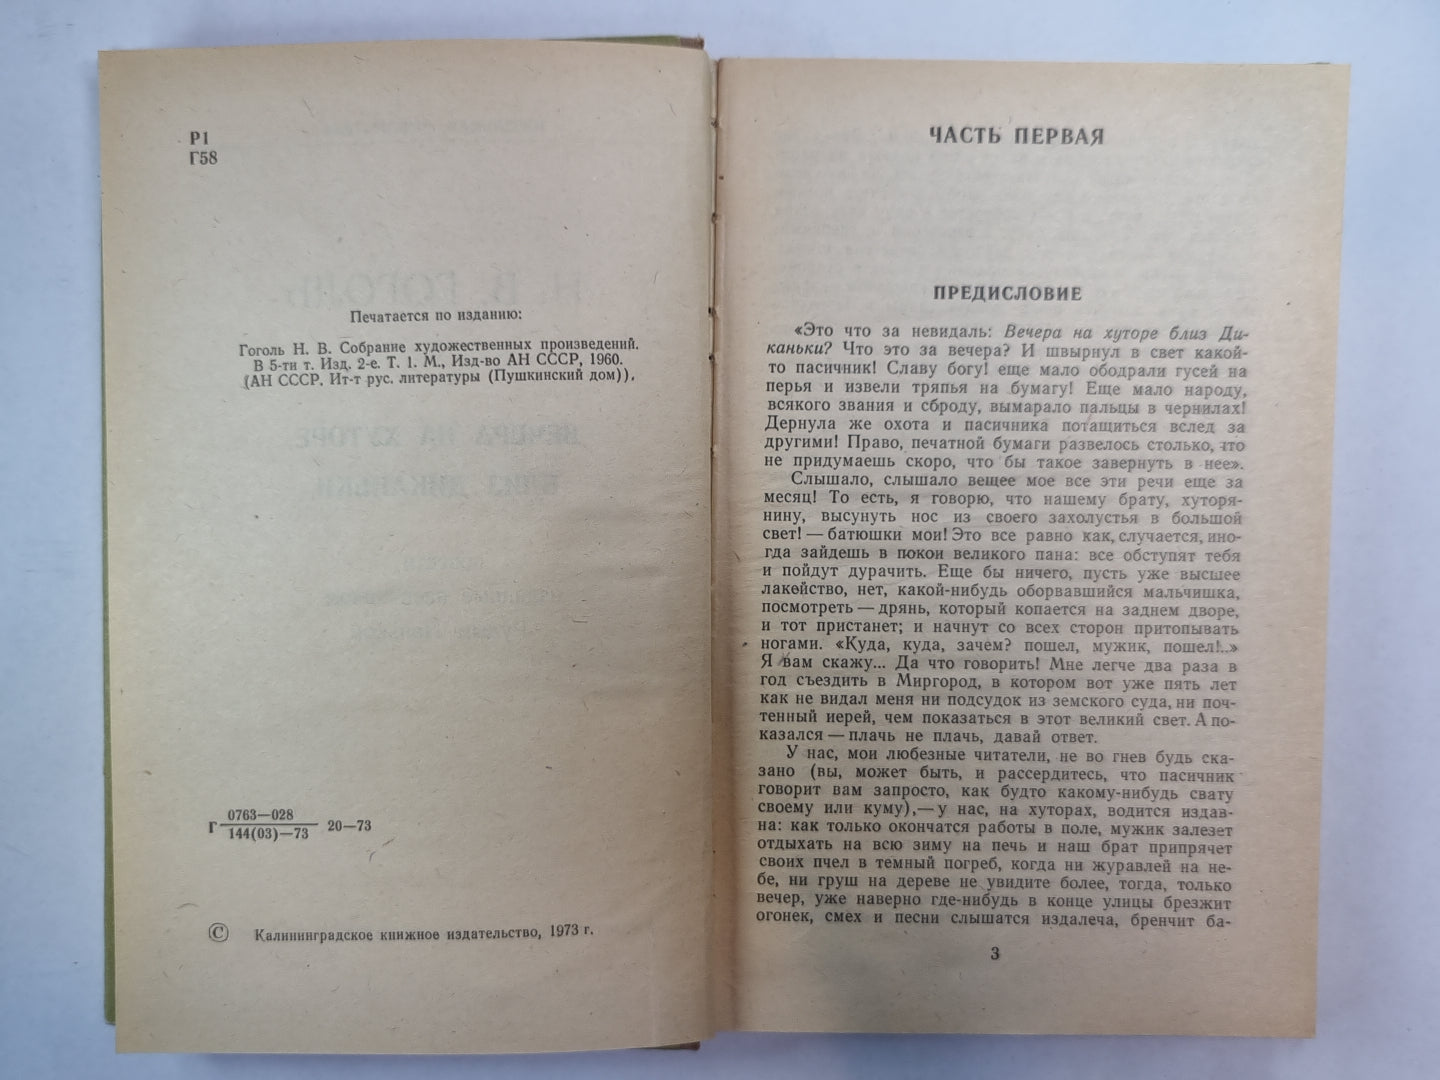 Р1
Г58
Печатается по изданию:
Гоголь Н. В. Собрание художественных произведений.
В 5-ти т. Изд. 2-е. Т. 1. М., Изд-во АН СССР, 1960.
(АН СССР. Ит-т рус. литературы (Пушкинский дом)).
Г 0763—028
144(03)—73 20—73
© Калининградское книжное издательство, 1973 г.
ЧАСТЬ ПЕРВАЯ
ПРЕДИСЛОВИЕ
«Это что за невидаль: Вечера на хуторе близ Ди-
каньки? Что это за вечера? И швырнул в свет какой-
то пасичник! Славу богу! еще мало ободрали гусей на
перья и извели тряпья на бумагу! Еще мало народу,
всякого звания и сброду, вымарало пальцы в чернилах!
Дернула же охота и пасичника потащиться вслед за
другими! Право, печатной бумаги развелось столько, что
не придумаешь скоро, что бы такое завернуть в нее».
Слышало, слышало вещее мое все эти речи еще за
месяц! То есть, я говорю, что нашему брату, хуторя-
нину, высунуть нос из своего захолустья в большой
свет! — батюшки мои! Это все равно как, случается, ино-
гда зайдешь в покои великого пана: все обступят тебя
и пойдут дурачить. Еще бы ничего, пусть уже высшее
лакейство, нет, какой-нибудь оборвавшийся мальчишка,
посмотреть — дрянь, который копается на заднем дворе,
и тот пристанет; и начнут со всех сторон притопывать
ногами. «Куда, куда, зачем? пошел, мужик, пошел!..»
Я вам скажу... Да что говорить! Мне легче два раза в
год съездить в Миргород, в котором вот уже пять лет
как не видал меня ни подсудок из земского суда, ни поч-
тенный иерей, чем показаться в этот великий свет. А по-
казался — плачь не плачь, давай ответ.
У нас, мои любезные читатели, не во гнев будь ска-
зано (вы, может быть, и рассердитесь, что пасичник
говорит вам запросто, как будто какому-нибудь свату
своему или куму),— у нас, на хуторах, водится издав-
на: как только окончатся работы в поле, мужик залезет
отдыхать на всю зиму на печь и наш брат припрячет
своих пчел в темный погреб, когда ни журавлей на не-
бе, ни груш на дереве не увидите более, тогда, только
вечер, уже наверно где-нибудь в конце улицы брезжит
огонек, смех и песни слышатся издалеча, бренчит ба-
3